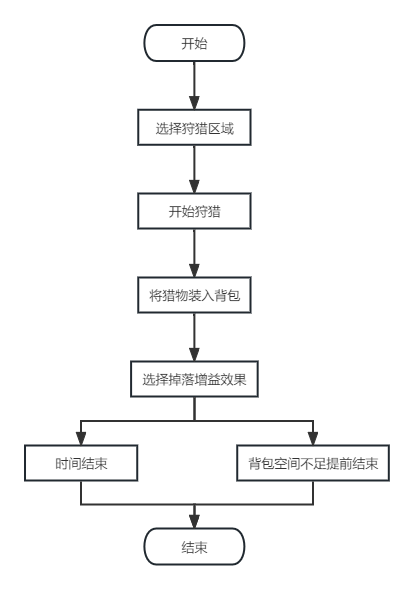 开始
选择狩猎区域
开始狩猎
将猎物装入背包
选择掉落增益效果
时间结束
背包空间不足提前结束
结束